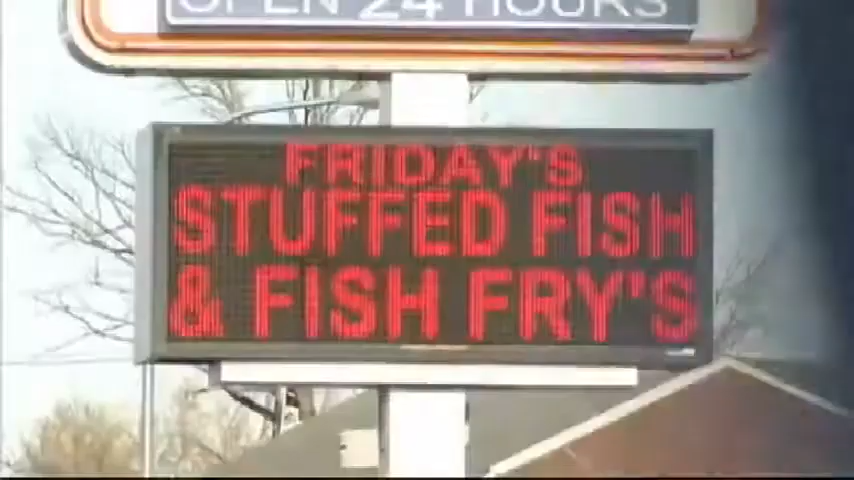 OPEN 24 HOURS
FRIDAY'S
STUFFED FISH
& FISH FRY'S